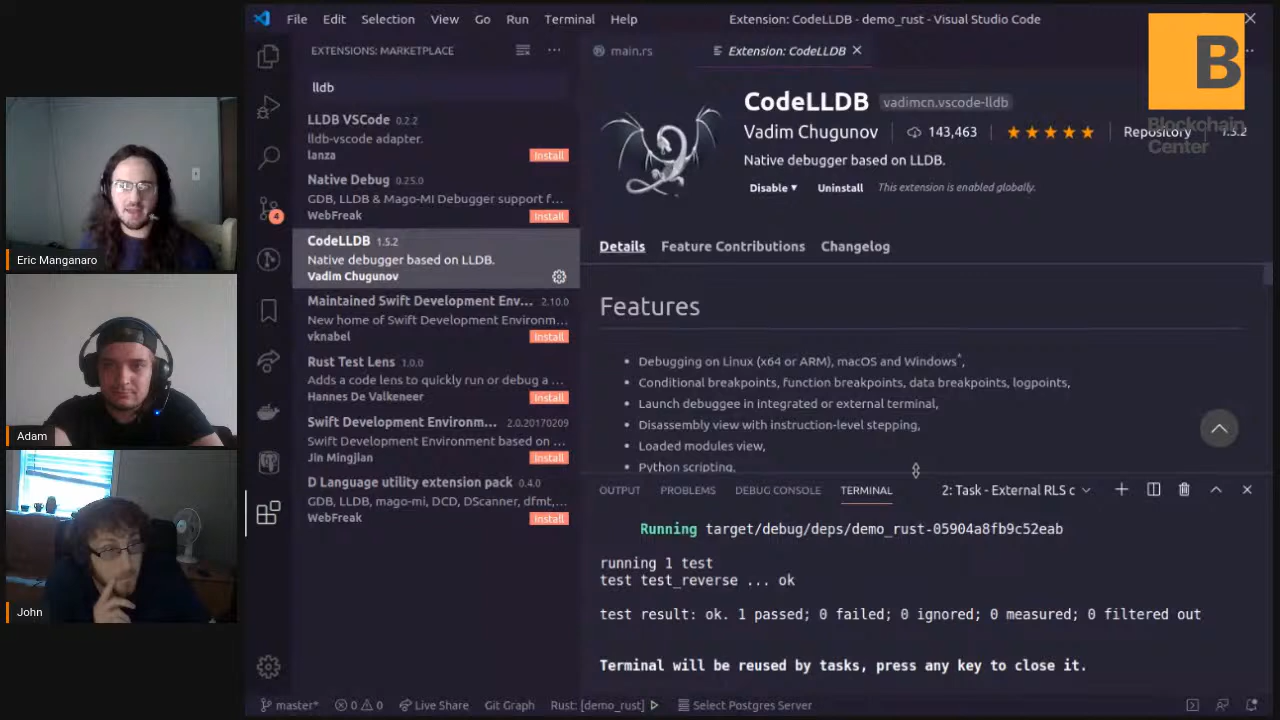 File Edit Selection View Go Run Terminal Help
Extension: CodeLLDB - demo_rust - Visual Studio Code
B
Blockchain
Center
EXTENSIONS: MARKETPLACE
lldb
LLDB VSCode 0.2.2
lldb-vscode adapter.
lanza
Install
Native Debug 0.25.0
GDB, LLDB & Mago-MI Debugger support f...
WebFreak
Install
CodeLLDB 1.5.2
Native debugger based on LLDB.
Vadim Chugunov
Maintained Swift Development Env... 2.10.0
New home of Swift Development Environm...
vknabel
Install
Rust Test Lens 1.0.0
Adds a code lens to quickly run or debug a ...
Hannes De Valkeneer
Install
Swift Development Environm... 2.0.20170209
Swift Development Environment based on ...
Jin Mingjian
Install
D Language utility extension pack 0.4.0
GDB, LLDB, mago-mi, DCD, DScanner, dfmt,...
WebFreak
Install
4
main.rs
Extension: CodeLLDB
CodeLLDB vadimcn.vscode-lldb
Vadim Chugunov 143,463 Repository 1.5.2
Native debugger based on LLDB.
Disable Uninstall This extension is enabled globally.
Details Feature Contributions Changelog
Features
• Debugging on Linux (x64 or ARM), macOS and Windows*,
• Conditional breakpoints, function breakpoints, data breakpoints, logpoints,
• Launch debuggee in integrated or external terminal,
• Disassembly view with instruction-level stepping,
• Loaded modules view,
• Python scripting,
OUTPUT PROBLEMS DEBUG CONSOLE TERMINAL 2: Task - External RLS c
Running target/debug/deps/demo_rust-05904a8fb9c52eab
running 1 test
test test_reverse ... ok
test result: ok. 1 passed; 0 failed; 0 ignored; 0 measured; 0 filtered out
Terminal will be reused by tasks, press any key to close it.
master* 0 0 Live Share Git Graph Rust: [demo_rust] Select Postgres Server
Eric Manganaro
Adam
John